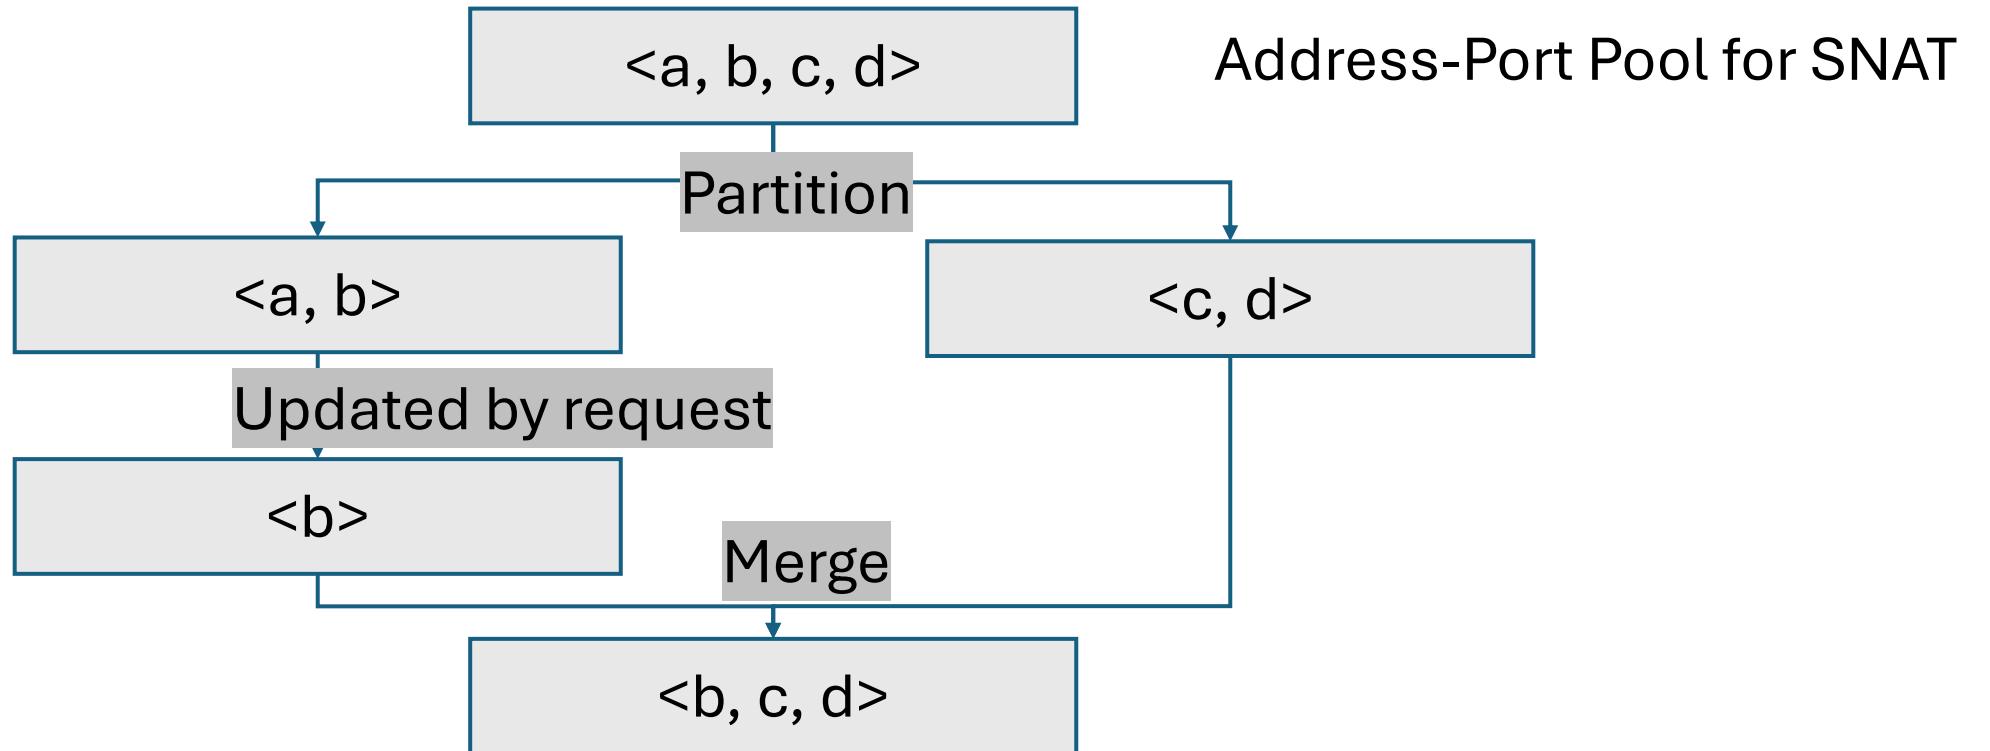 <a, b, c, d>
Address-Port Pool for SNAT
Partition
<a, b>
<c, d>
Updated by request
<b>
Merge
<b, c, d>